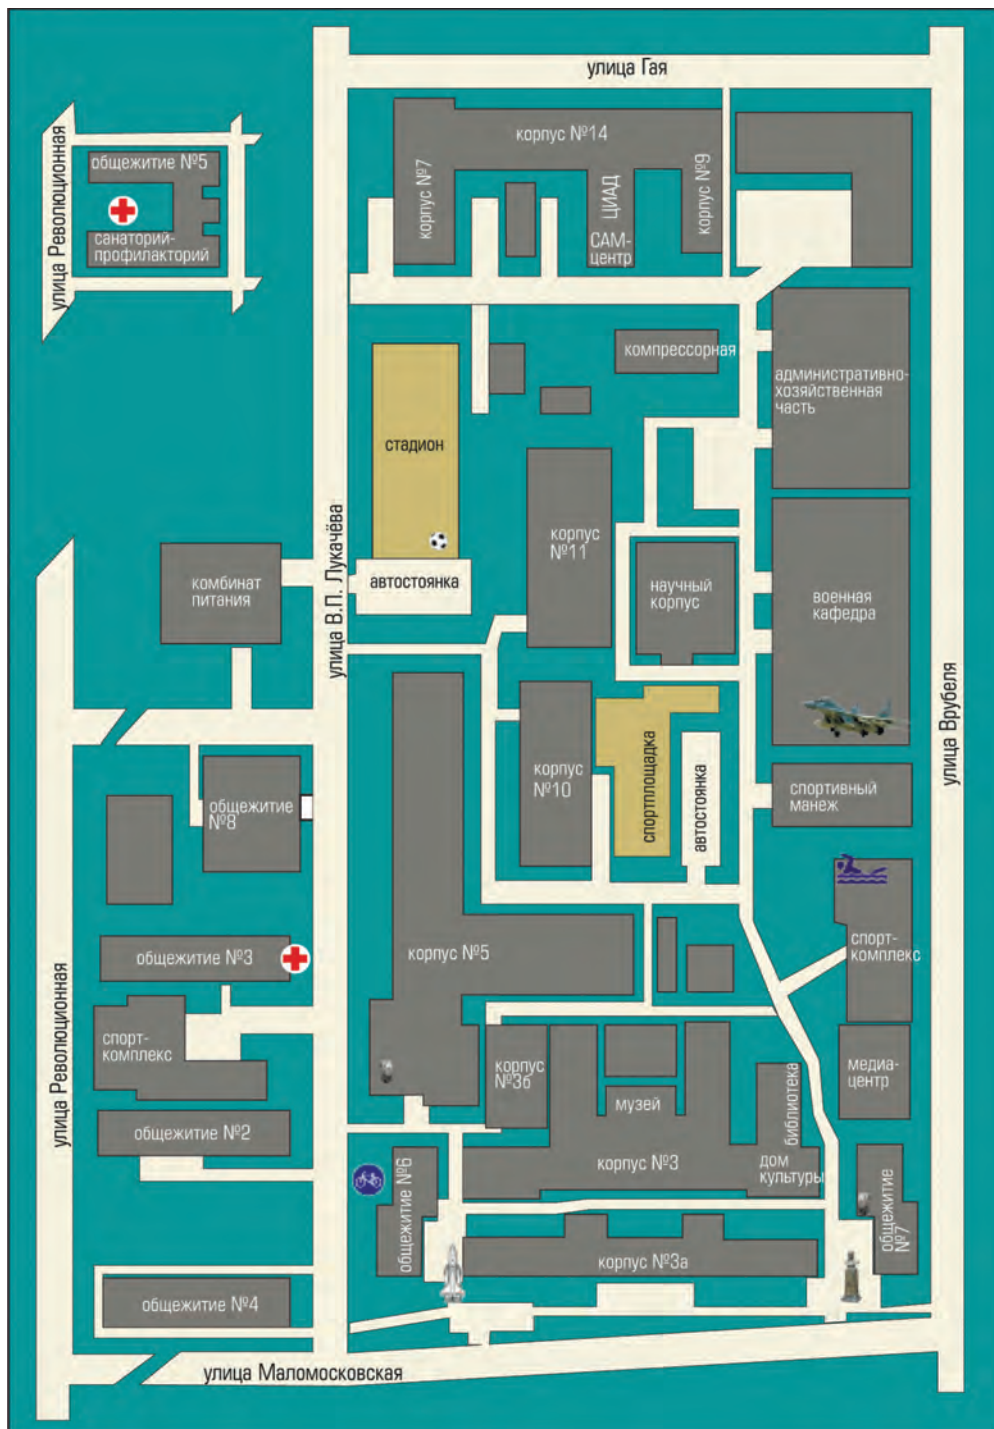 улица Гая
корпус №14
корпус №7
ЦИАД
САМ-
центр
корпус №9
улица Революционная
общежитие №5
санаторий-
профилакторий
компрессорная
административно-
хозяйственная
часть
стадион
корпус
№11
улица В.П. Лукачёва
автостоянка
комбинат
питания
научный
корпус
военная
кафедра
улица Врубеля
корпус
№10
спортплощадка
автостоянка
спортивный
манеж
общежитие
№8
общежитие №3
корпус №5
спорт-
комплекс
улица Революционная
спорт-
комплекс
корпус
№3б
музей
библиотека
медиа-
центр
общежитие №2
общежитие №6
корпус №3
дом
культуры
общежитие
№7
корпус №3а
общежитие №4
улица Маломосковская